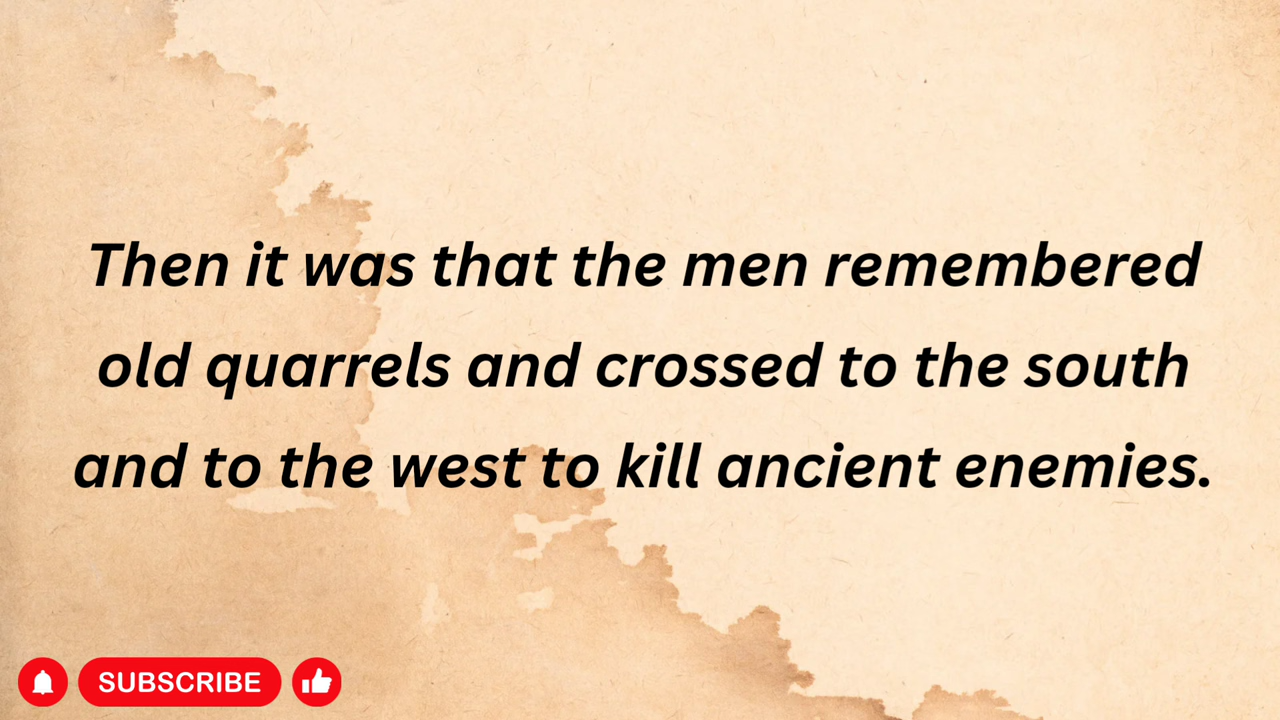 Then it was that the men remembered
old quarrels and crossed to the south
and to the west to kill ancient enemies.
SUBSCRIBE